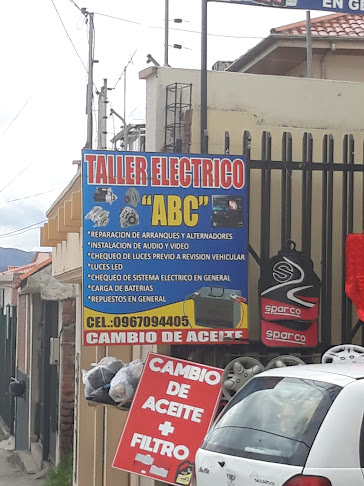 EN GE
TALLER ELECTRICO
"ABC"
*REPARACION DE ARRANQUES Y ALTERNADORES
*INSTALACION DE AUDIO Y VIDEO
*CHEQUEO DE LUCES PREVIO A REVISION VEHICULAR
*LUCES LED
*CHEQUEO DE SISTEMA ELECTRICO EN GENERAL
*CARGA DE BATERIAS
*REPUESTOS EN GENERAL
CEL.:0967094405
CAMBIO DE ACEITE
sparco
sparco
CAMBIO
DE
ACEITE
+
FILTRO